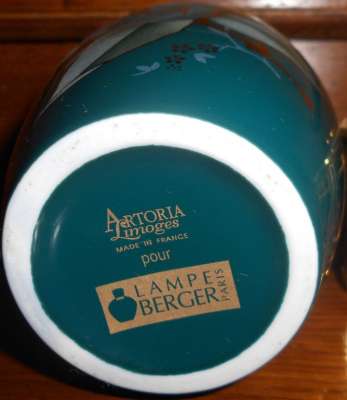 ARTORIA
Limoges
MADE IN FRANCE
pour
LAMPE
BERGER
PARIS